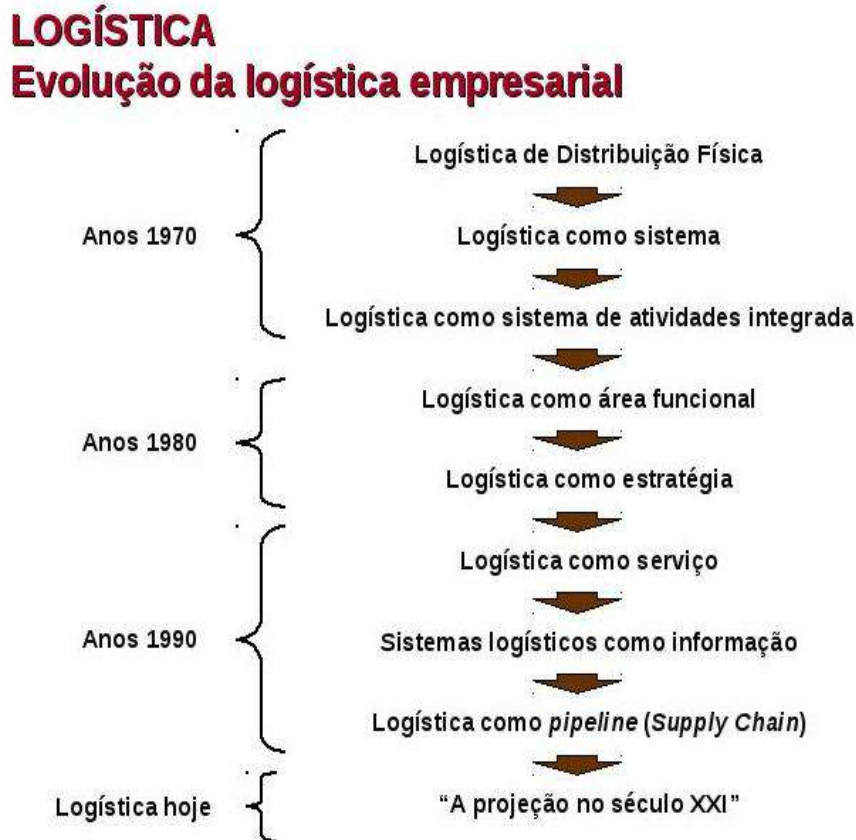 LOGÍSTICA
Evolução da logística empresarial
Logística de Distribuição Física
Anos 1970
Logística como sistema
Logística como sistema de atividades integrada
Logística como área funcional
Anos 1980
Logística como estratégia
Logística como serviço
Anos 1990
Sistemas logísticos como informação
Logística como pipeline (Supply Chain)
Logística hoje
“A projeção no século XXI”